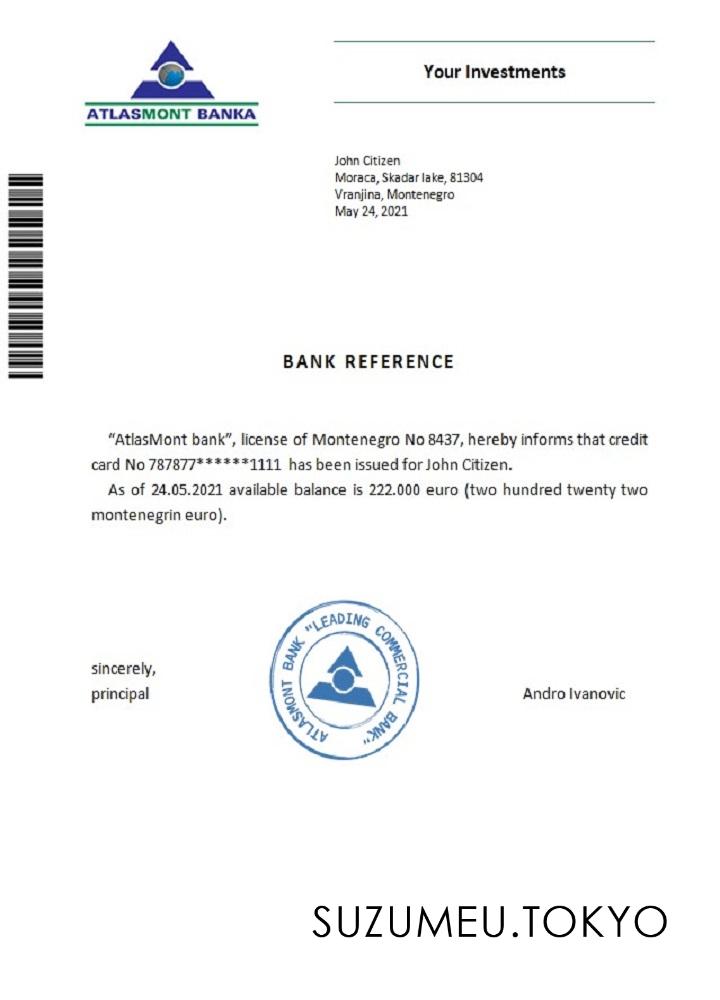 ATLASMONT BANKA
Your Investments
John Citizen
Moraca, Skadar lake, 81304
Vranjina, Montenegro
May 24, 2021
BANK REFERENCE
“AtlasMont bank”, license of Montenegro No 8437, hereby informs that credit
card No 787877******1111 has been issued for John Citizen.
As of 24.05.2021 available balance is 222.000 euro (two hundred twenty two
montenegrin euro).
ATLASMONT BANK "LEADING COMMERCIAL BANK"
sincerely,
principal
Andro Ivanovic
SUZUMEU.TOKYO